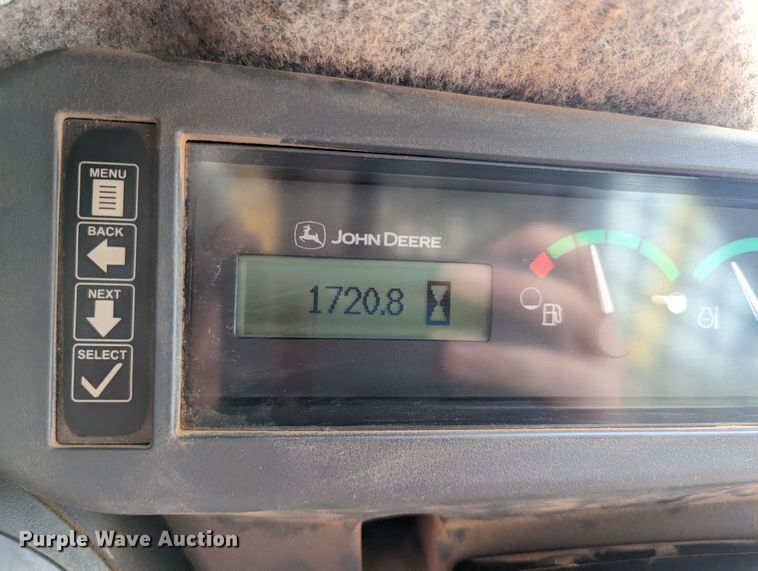 MENU
BACK
NEXT
SELECT
JOHN DEERE
1720.8
Purple Wave Auction®